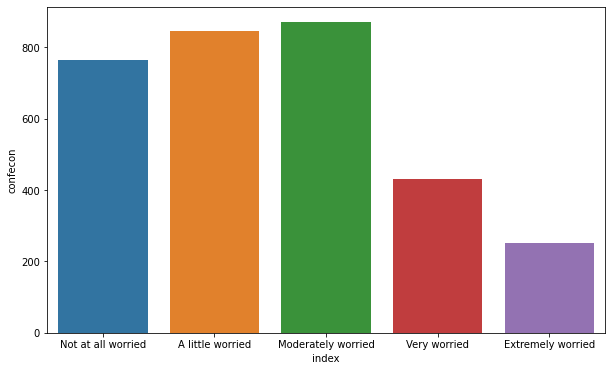 confecon
800
600
400
200
0
Not at all worried
A little worried
Moderately worried
Very worried
Extremely worried
index